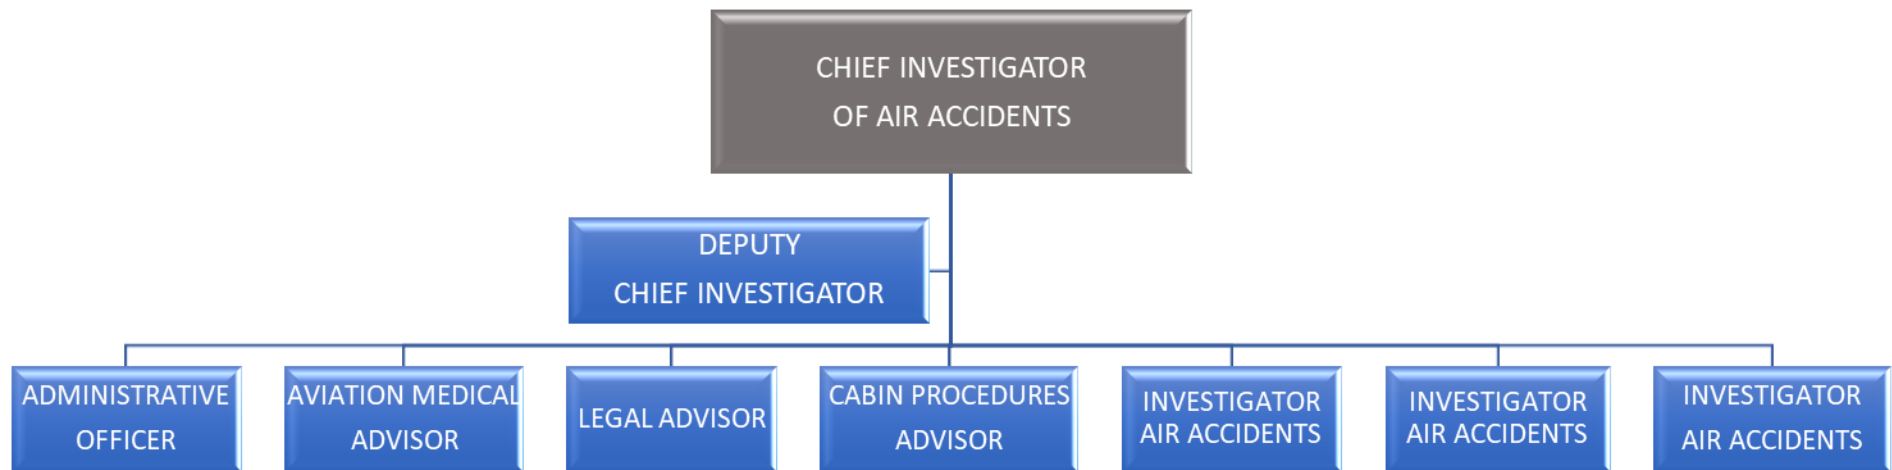 CHIEF INVESTIGATOR
OF AIR ACCIDENTS
DEPUTY
CHIEF INVESTIGATOR
ADMINISTRATIVE
OFFICER
AVIATION MEDICAL
ADVISOR
LEGAL ADVISOR
CABIN PROCEDURES
ADVISOR
INVESTIGATOR
AIR ACCIDENTS
INVESTIGATOR
AIR ACCIDENTS
INVESTIGATOR
AIR ACCIDENTS